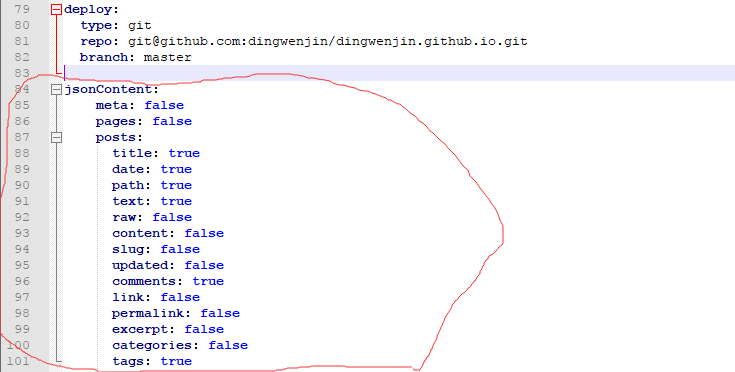 79 deploy:
80 type: git
81 repo: git@github.com:dingwenjin/dingwenjin.github.io.git
82 branch: master
83
84 jsonContent:
85 meta: false
86 pages: false
87 posts:
88 title: true
89 date: true
90 path: true
91 text: true
92 raw: false
93 content: false
94 slug: false
95 updated: false
96 comments: true
97 link: false
98 permalink: false
99 excerpt: false
100 categories: false
101 tags: true